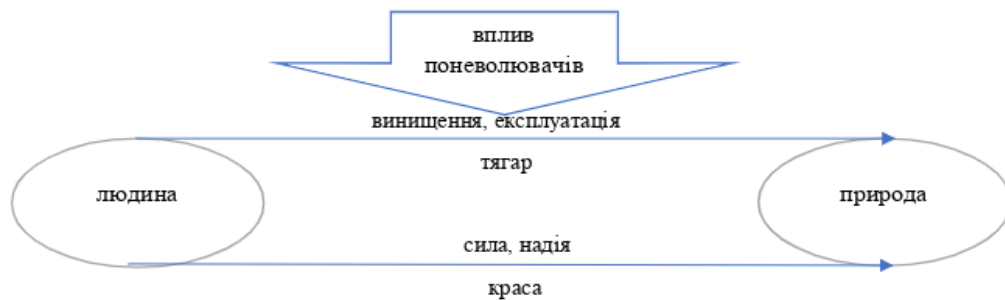 вплив
поневолювачів
винищення, експлуатація
тягар
людина
природа
сила, надія
краса